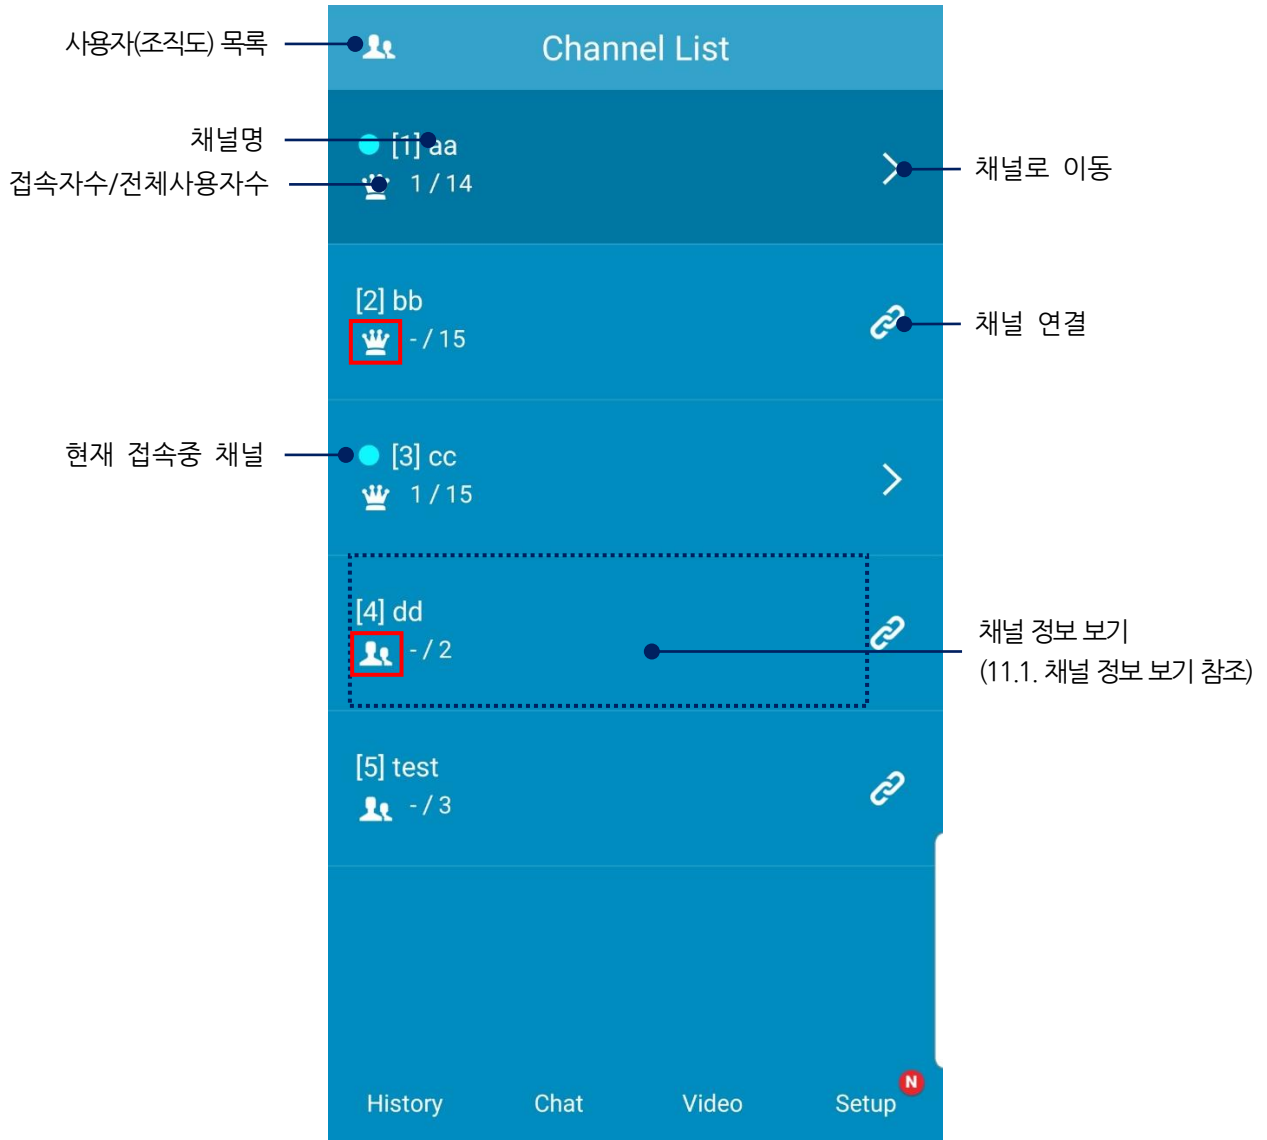 사용자(조직도) 목록
Channel List
채널명
[1] aa
접속자수/전체사용자수
1 / 14
채널로 이동
[2] bb
- / 15
채널 연결
현재 접속중 채널
[3] cc
1 / 15
[4] dd
- / 2
채널 정보 보기
(11.1. 채널 정보 보기 참조)
[5] test
- / 3
History
Chat
Video
Setup
N